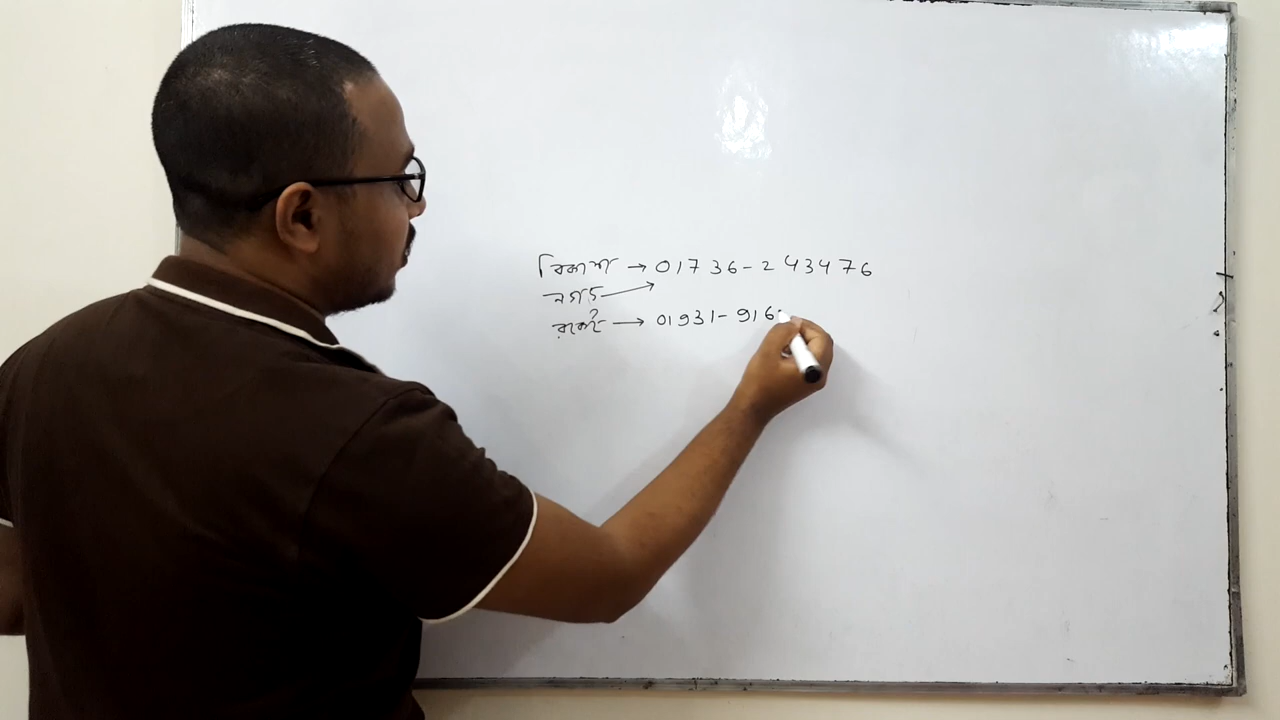 বিকাশ → 01736-243476
নগদ →
রকেট → 01931-916